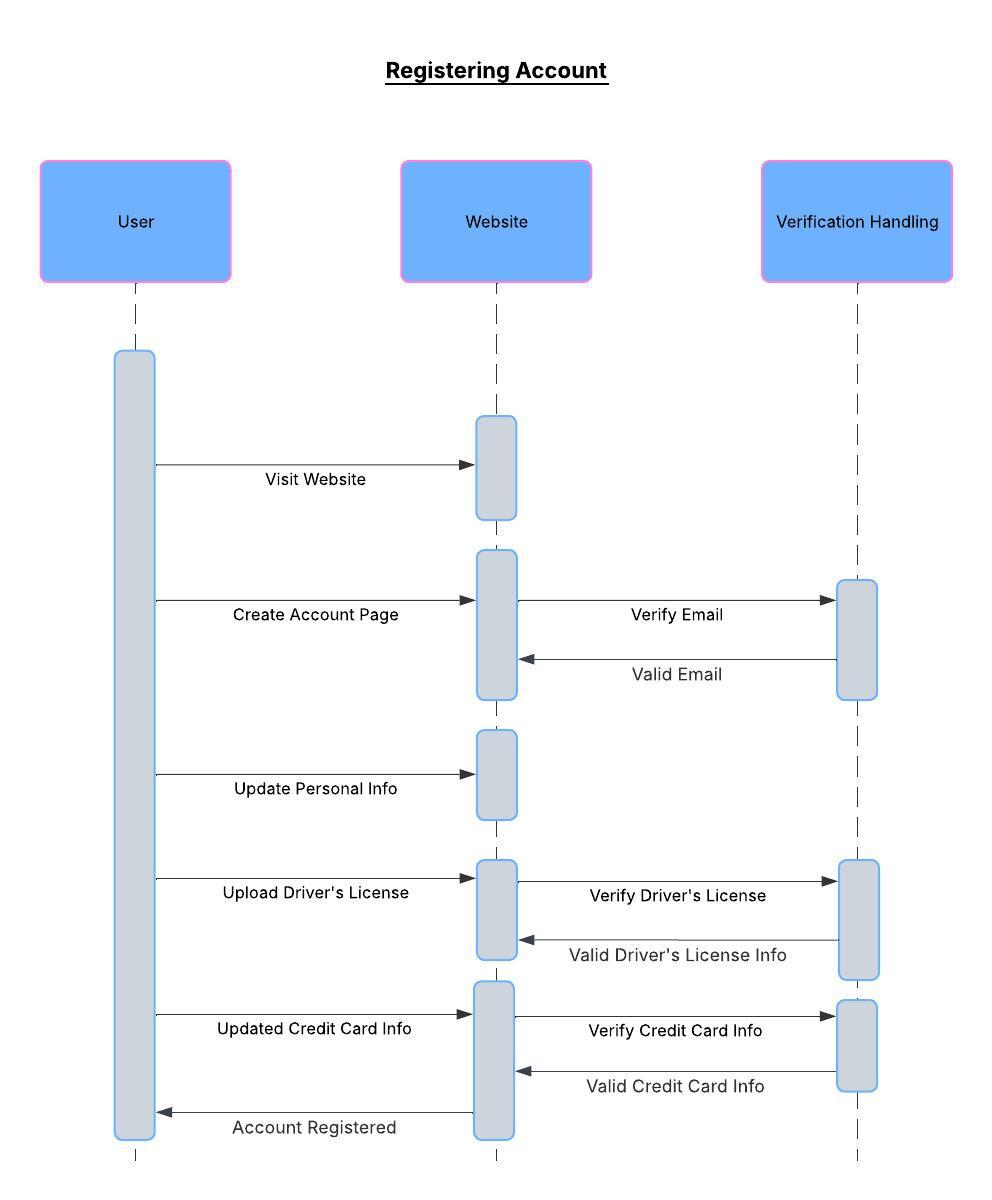 Registering Account
User
Website
Verification Handling
Visit Website
Create Account Page
Verify Email
Valid Email
Update Personal Info
Upload Driver's License
Verify Driver's License
Valid Driver's License Info
Updated Credit Card Info
Verify Credit Card Info
Valid Credit Card Info
Account Registered